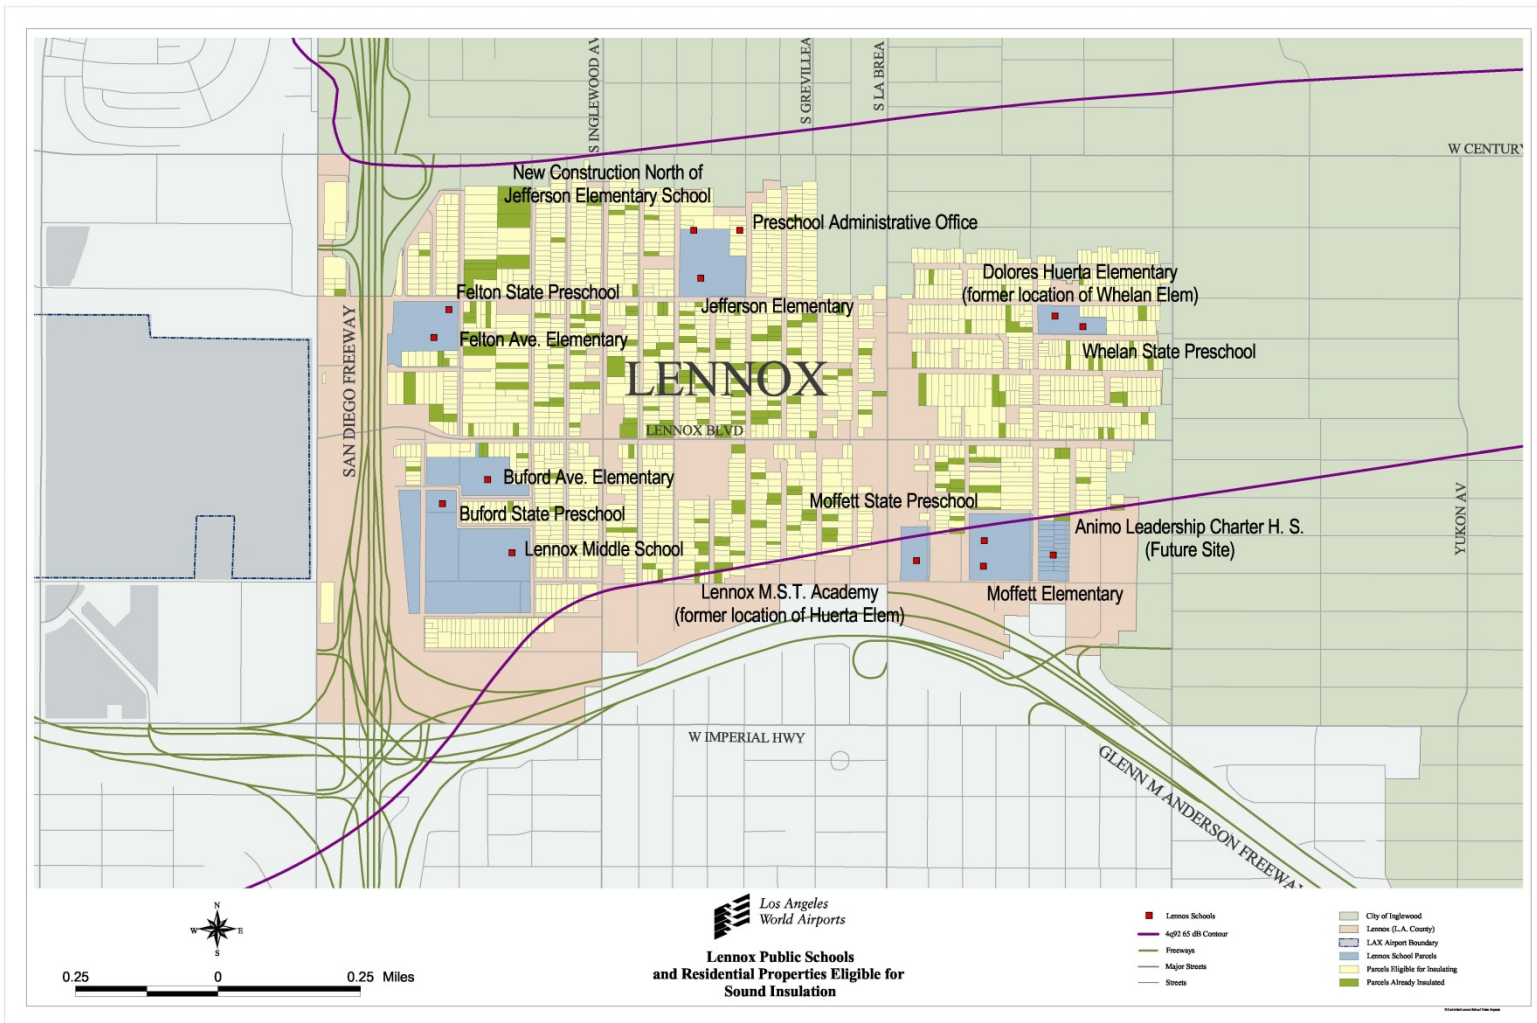 S INGLEWOOD AV
S GREVILLEA
S LA BREA
W CENTURY
New Construction North of
Jefferson Elementary School
Preschool Administrative Office
Dolores Huerta Elementary
(former location of Whelan Elem)
Felton State Preschool
Jefferson Elementary
SAN DIEGO FREEWAY
Felton Ave. Elementary
Whelan State Preschool
LENNOX
LENNOX BLVD
Buford Ave. Elementary
Moffett State Preschool
Buford State Preschool
YUKON AV
Animo Leadership Charter H. S.
(Future Site)
Lennox Middle School
Lennox M.S.T. Academy
(former location of Huerta Elem)
Moffett Elementary
W IMPERIAL HWY
GLENN M ANDERSON FREEWAY
N
W E
S
0.25 0 0.25 Miles
Los Angeles
World Airports
Lennox Public Schools
and Residential Properties Eligible for
Sound Insulation
Lennox Schools
4q92 65 dB Contour
Freeways
Major Streets
Streets
City of Inglewood
Lennox (L.A. County)
LAX Airport Boundary
Lennox School Parcels
Parcels Eligible for Insulating
Parcels Already Insulated